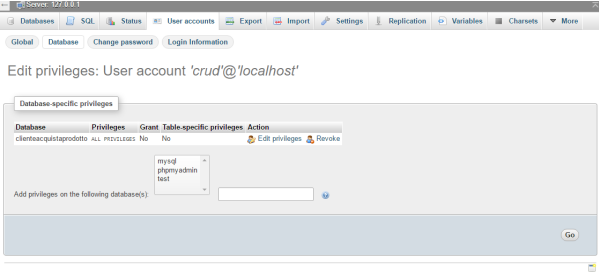 Server: 127.0.0.1
Databases SQL Status User accounts Export Import Settings Replication Variables Charsets More
Global Database Change password Login Information
Edit privileges: User account 'crud'@'localhost'
Database-specific privileges
Database Privileges Grant Table-specific privileges Action
clienteacquistaprodotto ALL PRIVILEGES No No Edit privileges Revoke
mysql
phpmyadmin
test
Add privileges on the following database(s):
Go